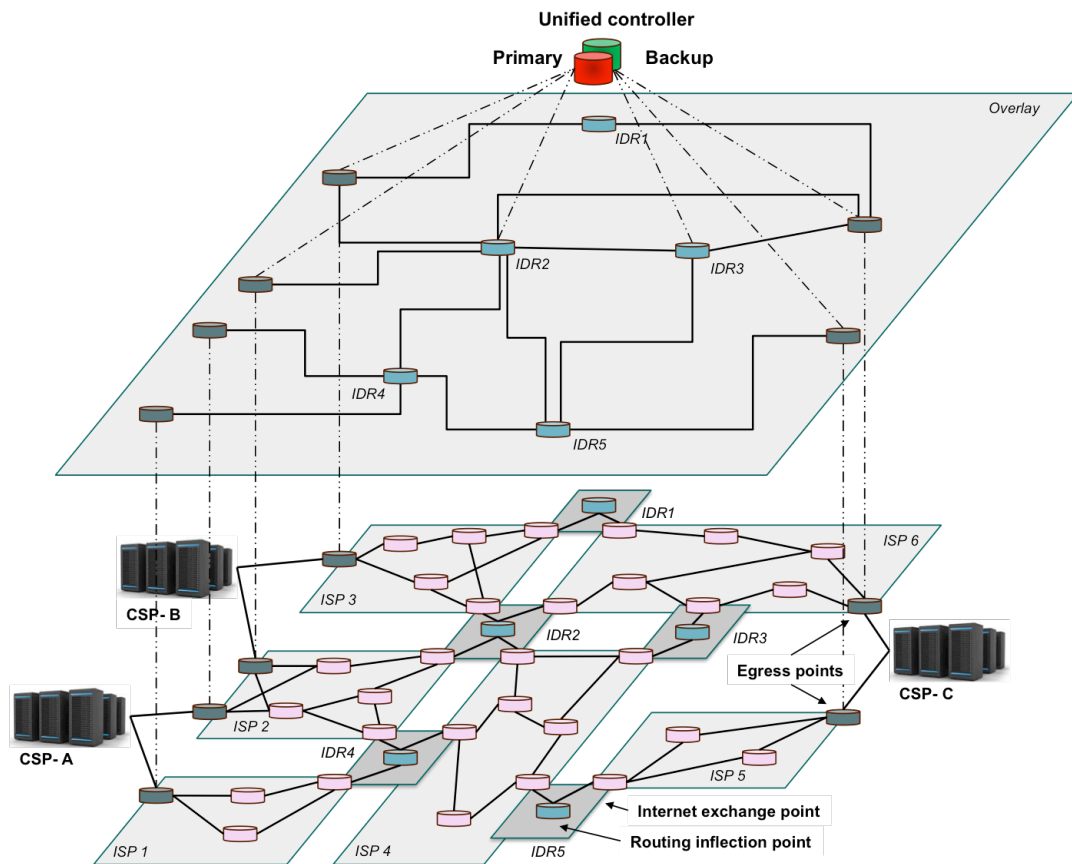 Unified controller
Primary
Backup
Overlay
IDR1
IDR2
IDR3
IDR4
IDR5
IDR1
ISP 6
CSP- B
ISP 3
IDR2
IDR3
Egress points
CSP- C
ISP 2
IDR4
CSP- A
ISP 5
Internet exchange point
Routing inflection point
ISP 1
ISP 4
IDR5